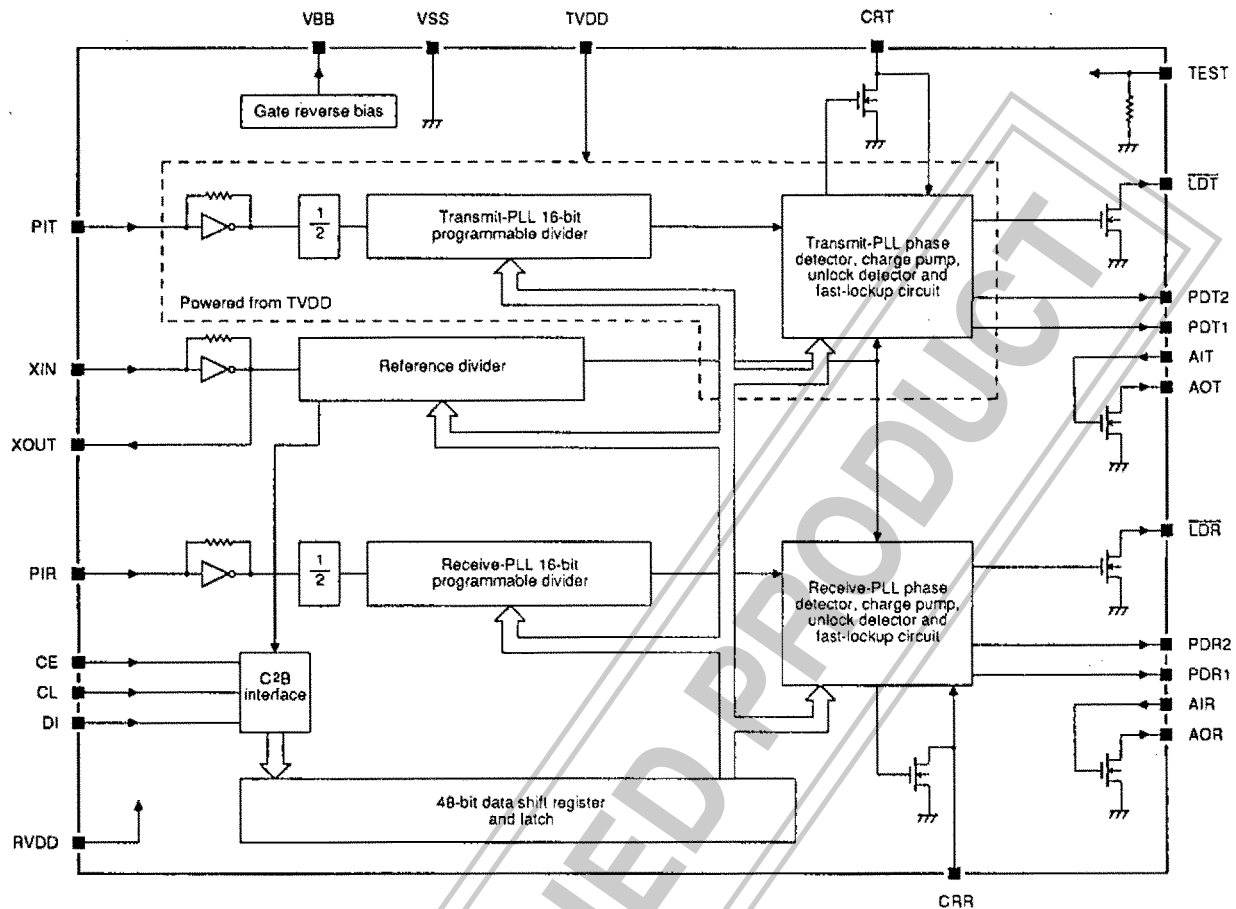 VBB VSS TVDD CRT
TEST
Gate reverse bias
LDT
PIT
1
2
Transmit-PLL 16-bit
programmable divider
Transmit-PLL phase
detector, charge pump,
unlock detector and
fast-lockup circuit
Powered from TVDD
PDT2
PDT1
XIN
Reference divider
AIT
AOT
XOUT
LDR
PIR
1
2
Receive-PLL 16-bit
programmable divider
Receive-PLL phase
detector, charge pump,
unlock detector and
fast-lockup circuit
PDR2
PDR1
CE
CL
DI
C²B
interface
AIR
AOR
48-bit data shift register
and latch
RVDD
CRR
NED PRODUCT